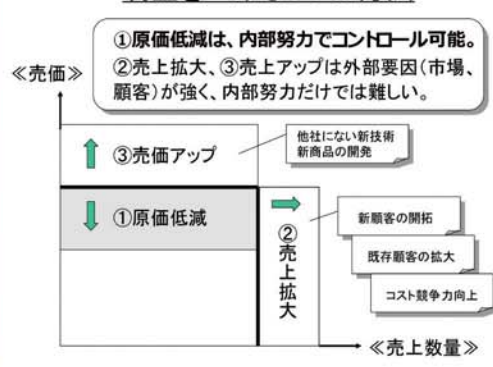 ①原価低減は、内部努力でコントロール可能。
②売上拡大、③売上アップは外部要因(市場、
顧客)が強く、内部努力だけでは難しい。
≪売価≫
③売価アップ
他社にない新技術
新商品の開発
①原価低減
②売上拡大
新顧客の開拓
既存顧客の拡大
コスト競争力向上
≪売上数量≫